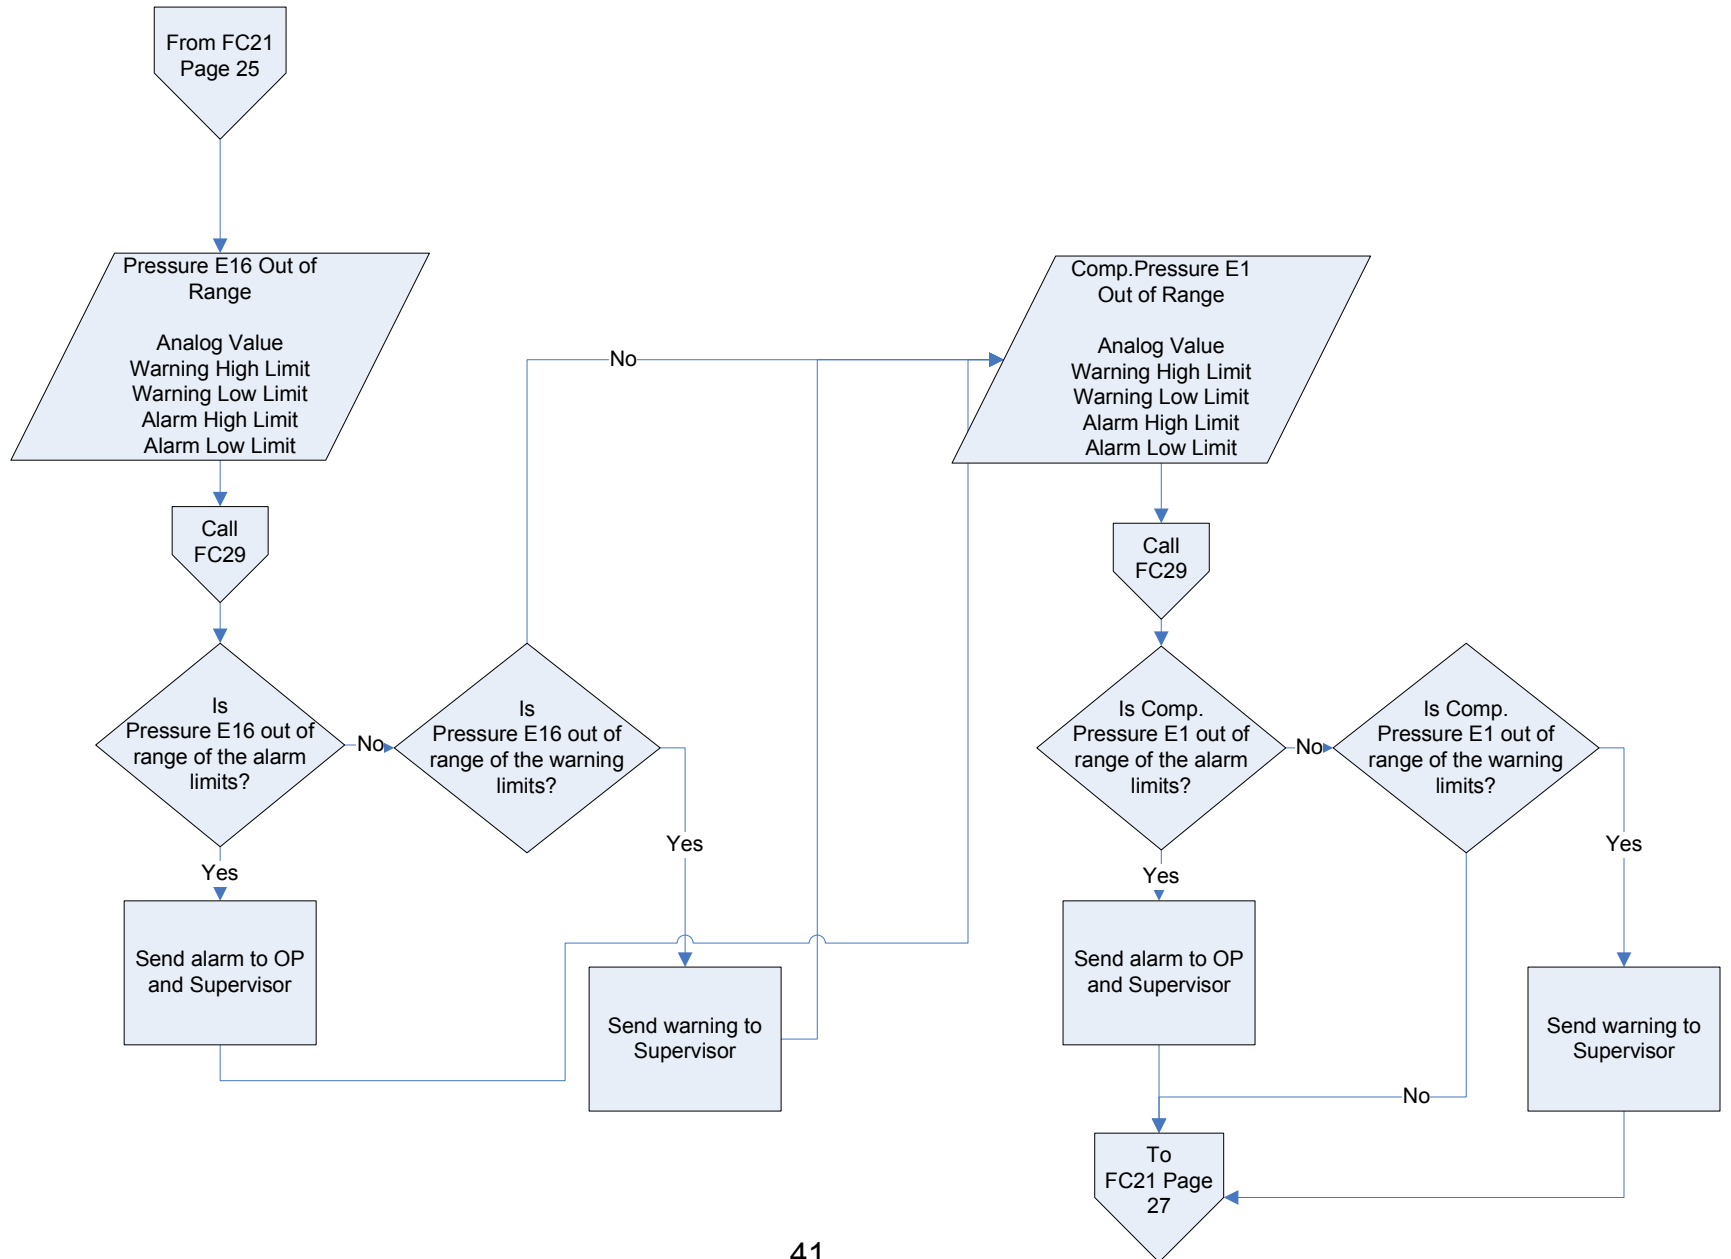 From FC21
Page 25
Pressure E16 Out of
Range
Analog Value
Warning High Limit
Warning Low Limit
Alarm High Limit
Alarm Low Limit
Call
FC29
Is
Pressure E16 out of
range of the alarm
limits?
No
Is
Pressure E16 out of
range of the warning
limits?
No
Yes
Yes
Send alarm to OP
and Supervisor
Send warning to
Supervisor
Comp.Pressure E1
Out of Range
Analog Value
Warning High Limit
Warning Low Limit
Alarm High Limit
Alarm Low Limit
Call
FC29
Is Comp.
Pressure E1 out of
range of the alarm
limits?
No
Is Comp.
Pressure E1 out of
range of the warning
limits?
Yes
Yes
Send alarm to OP
and Supervisor
Send warning to
Supervisor
No
To
FC21 Page
27
41